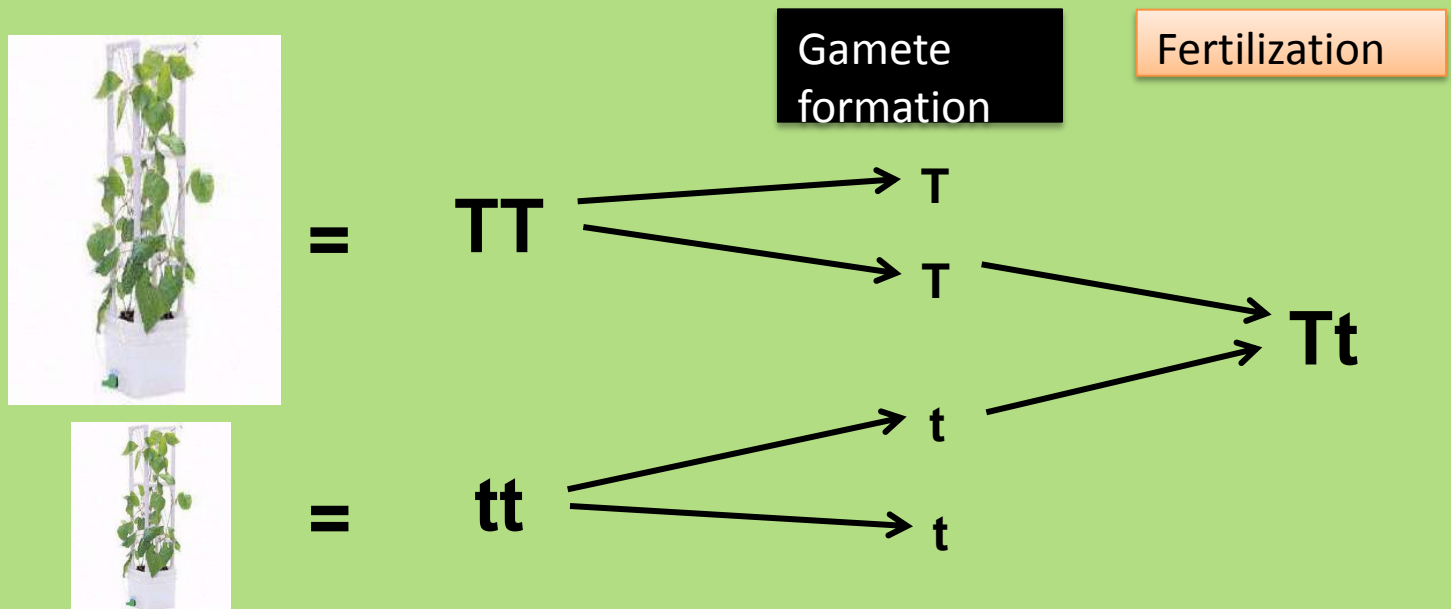 Gamete
formation
Fertilization
T
= TT
T
Tt
t
= tt
t